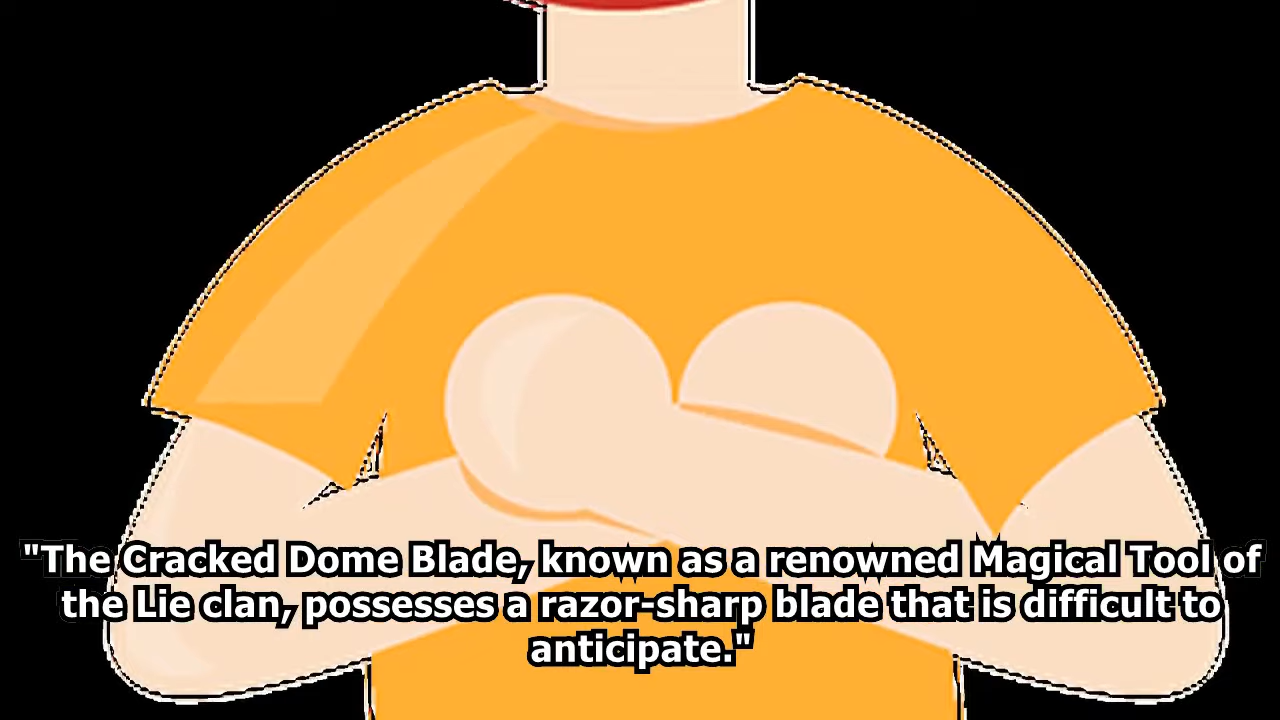 "The Cracked Dome Blade, known as a renowned Magical Tool of
the Lie clan, possesses a razor-sharp blade that is difficult to
anticipate."